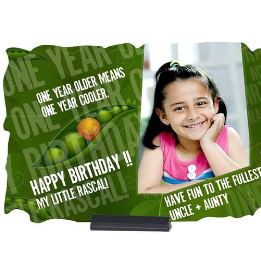 ONE YEAR OLDER MEANS
ONE YEAR COOLER.
HAPPY BIRTHDAY !!
MY LITTLE RASCAL!
HAVE FUN TO THE FULLEST
UNCLE + AUNTY